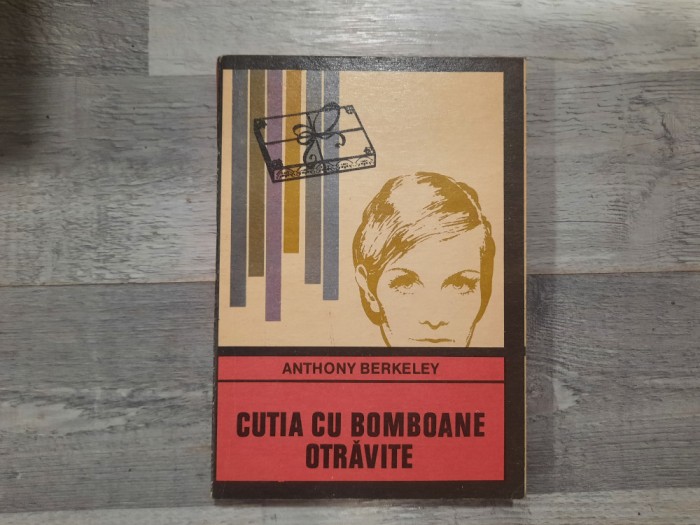 ANTHONY BERKELEY
CUTIA CU BOMBOANE
OTRĂVITE